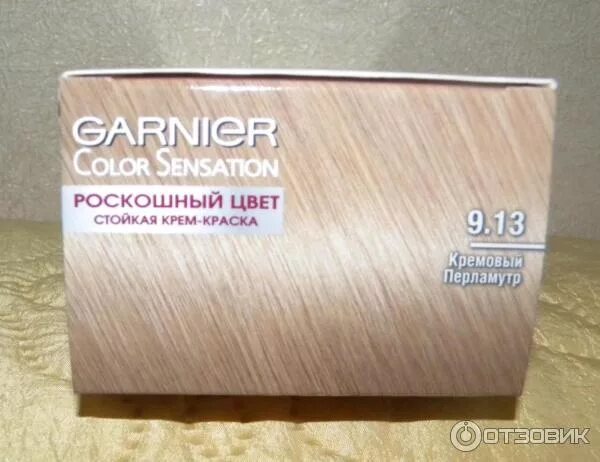 GARNIER
COLOR SENSATION
РОСКОШНЫЙ ЦВЕТ
СТОЙКАЯ КРЕМ-КРАСКА
9.13
Кремовый
Перламутр
ОТЗОВИК